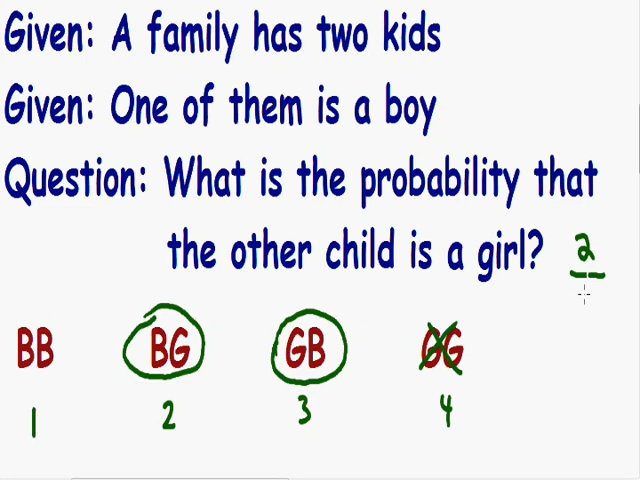 Given: A family has two kids
Given: One of them is a boy
Question: What is the probability that
the other child is a girl? 2
BB BG GB GG
1 2 3 4